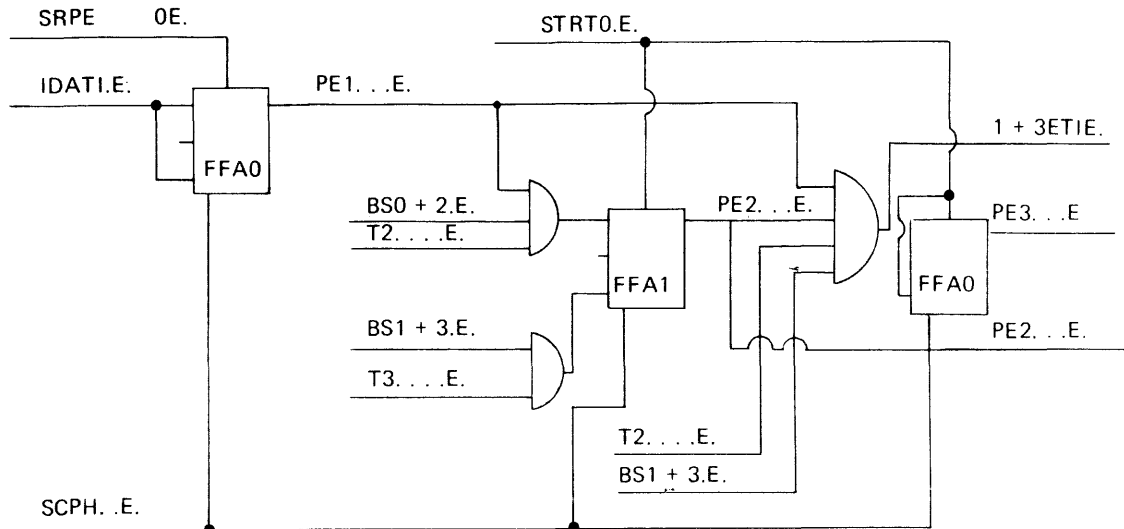 SRPE 0E.
STRT0.E.
IDATI.E.
PE1. . .E.
1 + 3ETIE.
FFA0
BS0 + 2.E.
T2. . . .E.
PE2. . .E.
PE3. . .E
FFA1
FFA0
BS1 + 3.E.
PE2. . .E.
T3. . . .E.
T2. . . .E.
BS1 + 3.E.
SCPH. .E.